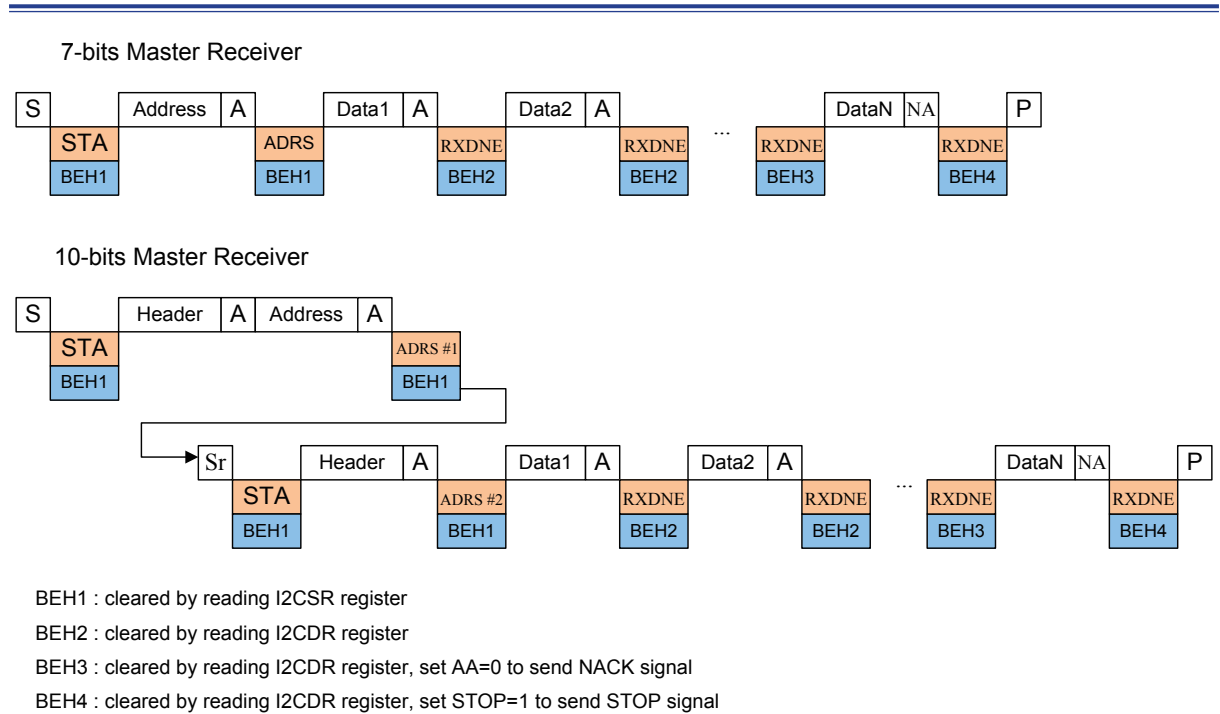 7-bits Master Receiver
S Address A Data1 A Data2 A ... DataN NA P
STA ADRS RXDNE RXDNE RXDNE RXDNE
BEH1 BEH1 BEH2 BEH2 BEH3 BEH4
10-bits Master Receiver
S Header A Address A
STA ADRS #1
BEH1 BEH1
Sr Header A Data1 A Data2 A ... DataN NA P
STA ADRS #2 RXDNE RXDNE RXDNE RXDNE
BEH1 BEH1 BEH2 BEH2 BEH3 BEH4
BEH1 : cleared by reading I2CSR register
BEH2 : cleared by reading I2CDR register
BEH3 : cleared by reading I2CDR register, set AA=0 to send NACK signal
BEH4 : cleared by reading I2CDR register, set STOP=1 to send STOP signal